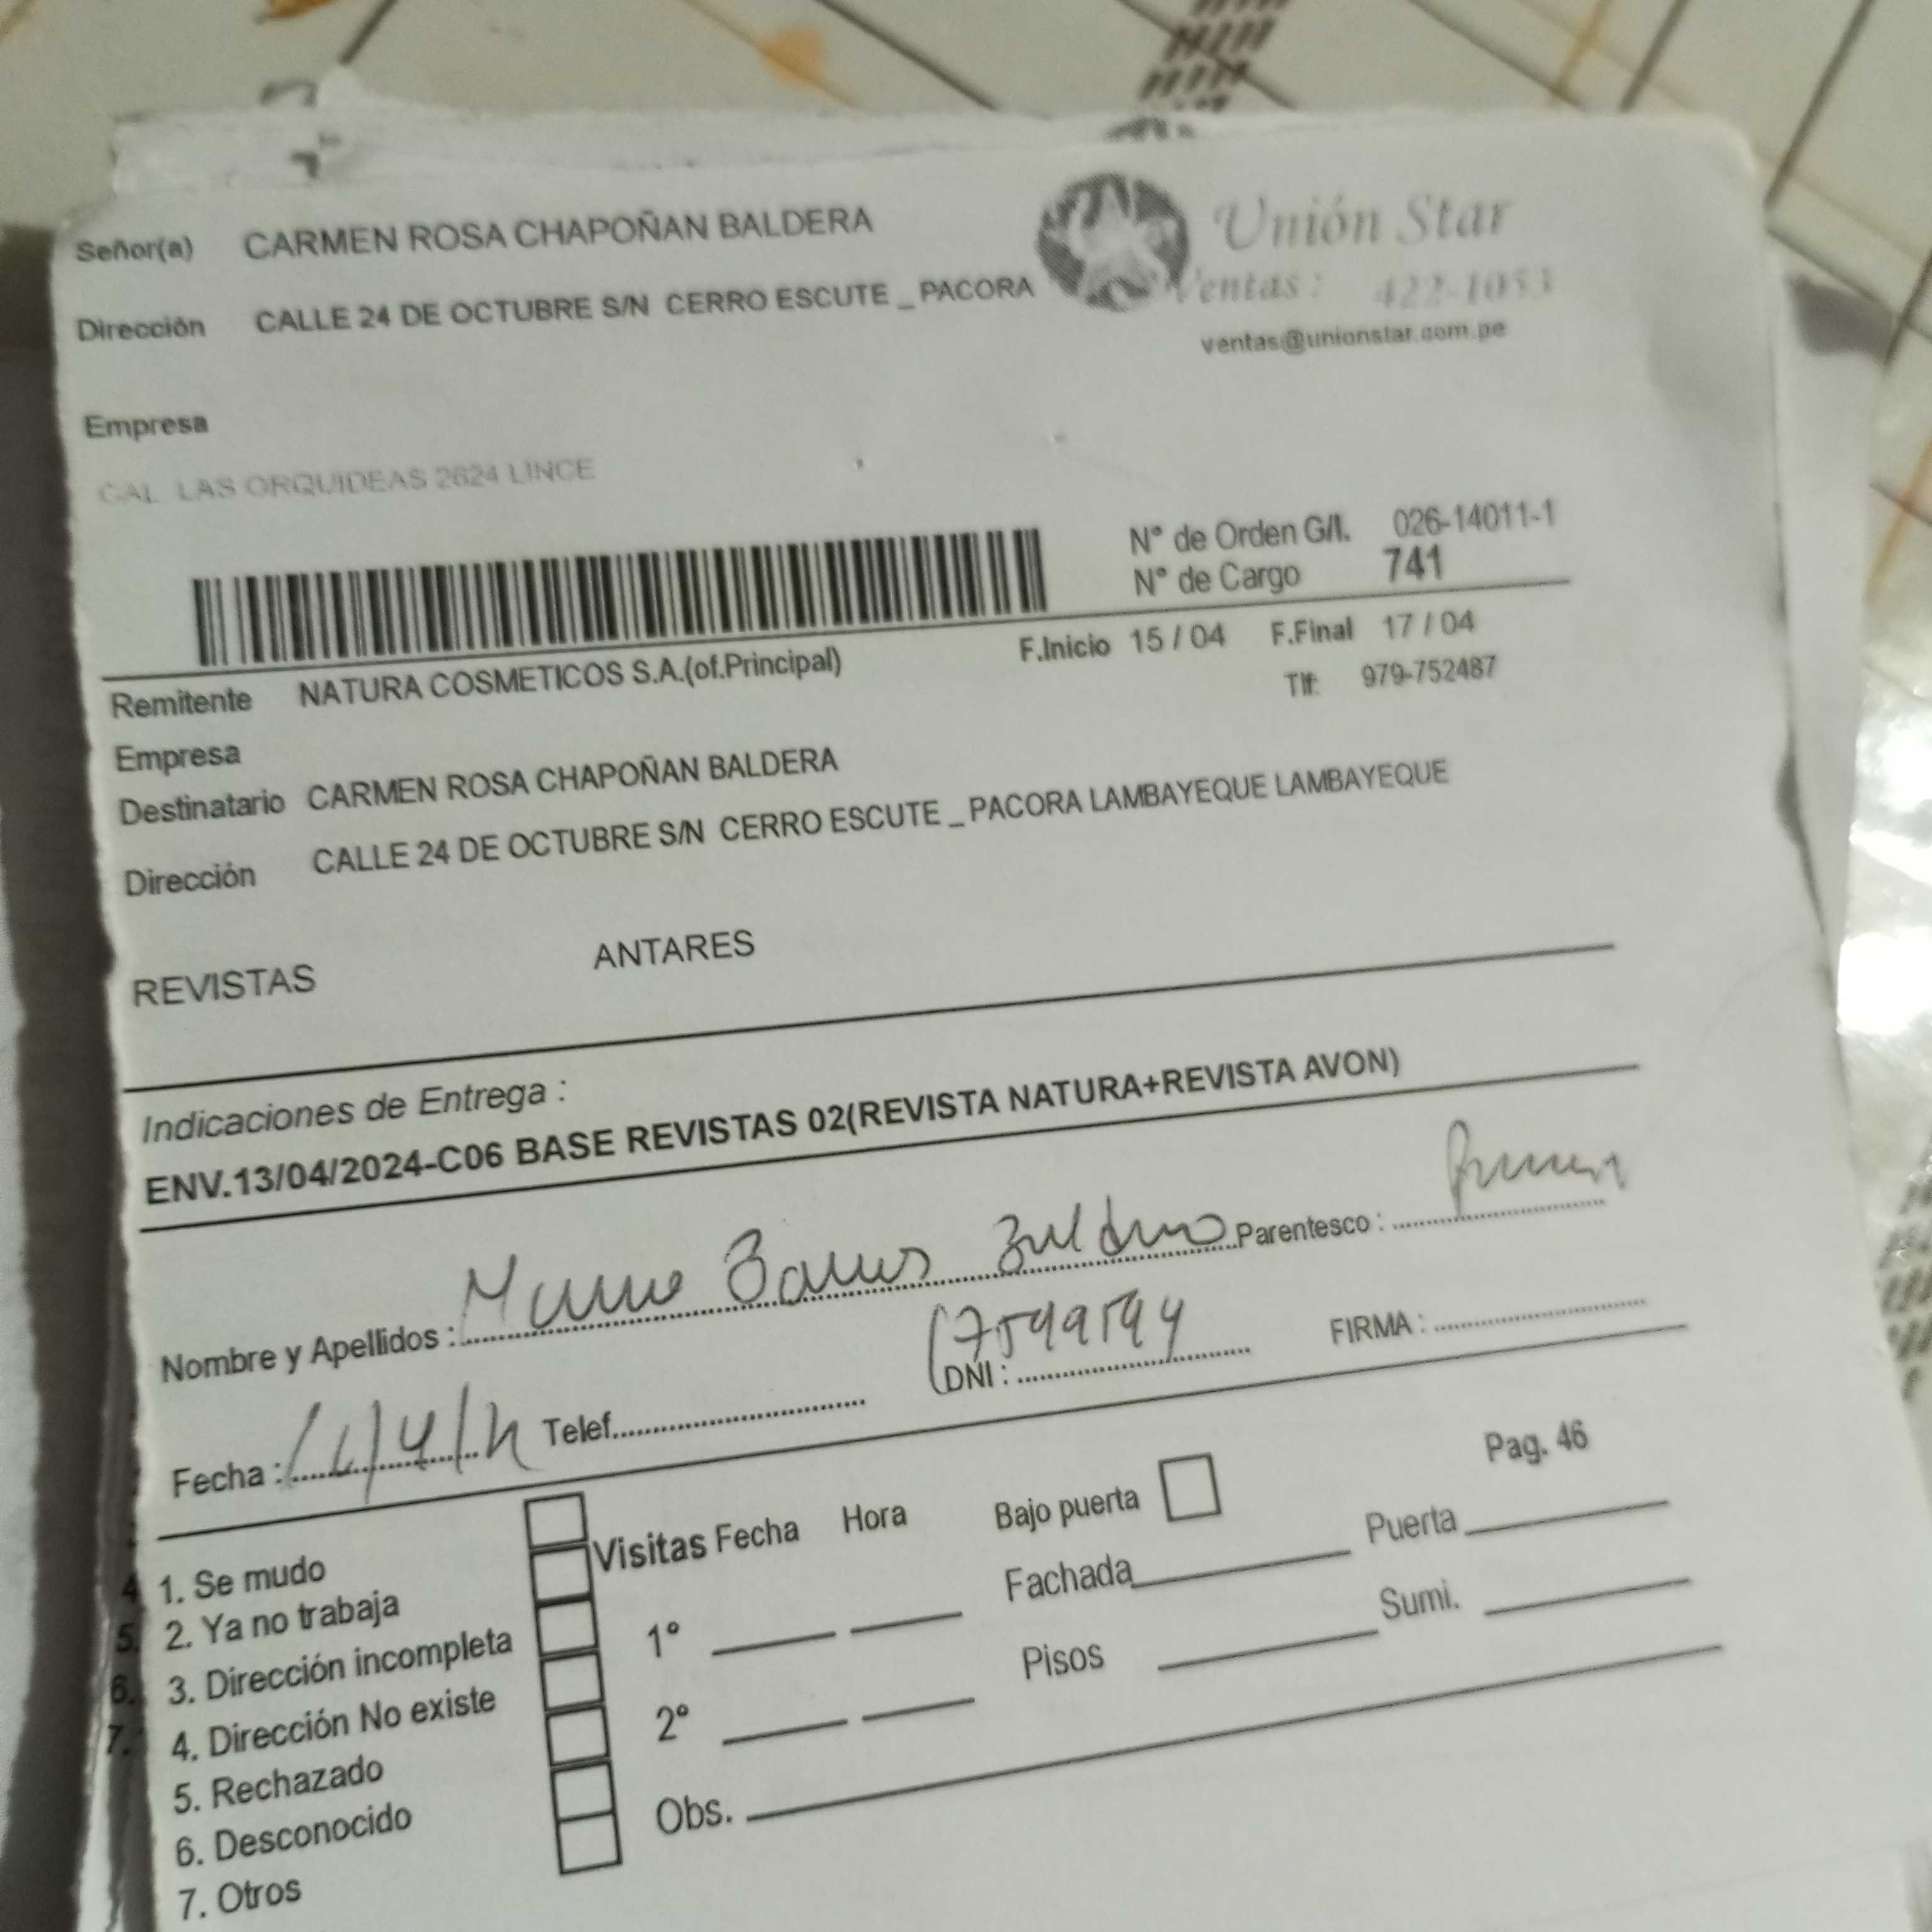 Señor(a) CARMEN ROSA CHAPOÑAN BALDERA
Unión Star
Dirección CALLE 24 DE OCTUBRE S/N CERRO ESCUTE _ PACORA
Ventas: 422-1053
ventas@unionstar.com.pe
Empresa
CAL LAS ORQUIDEAS 2624 LINCE
N° de Orden G/I. 026-14011-1
N° de Cargo 741
F.Inicio 15 / 04 F.Final 17 / 04
Remitente NATURA COSMETICOS S.A.(of.Principal)
Tlf: 979-752487
Empresa
Destinatario CARMEN ROSA CHAPOÑAN BALDERA
Dirección CALLE 24 DE OCTUBRE S/N CERRO ESCUTE _ PACORA LAMBAYEQUE LAMBAYEQUE
REVISTAS ANTARES
Indicaciones de Entrega :
ENV.13/04/2024-C06 BASE REVISTAS 02(REVISTA NATURA+REVISTA AVON)
Nombre y Apellidos : Parentesco :
Fecha : Telef. DNI : 17549594 FIRMA :
Pag. 46
1. Se mudo
2. Ya no trabaja
3. Dirección incompleta
4. Dirección No existe
5. Rechazado
6. Desconocido
7. Otros
Visitas Fecha Hora
1°
2°
Obs.
Bajo puerta
Fachada Puerta
Pisos Sumi.